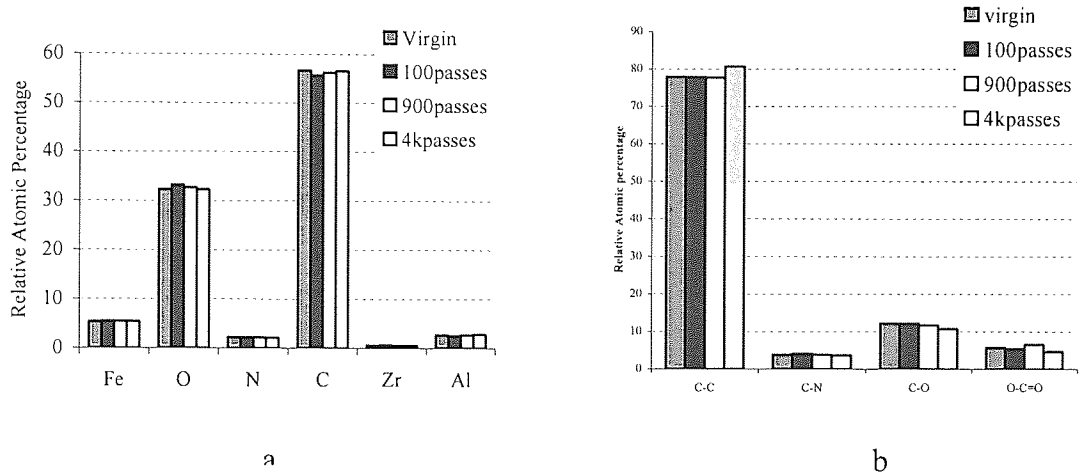 Virgin
100passes
900passes
4kpasses
Relative Atomic Percentage
60
50
40
30
20
10
0
Fe O N C Zr Al
a
virgin
100passes
900passes
4kpasses
Relative Atomic percentage
90
80
70
60
50
40
30
20
10
0
C-C C-N C-O O-C=O
b